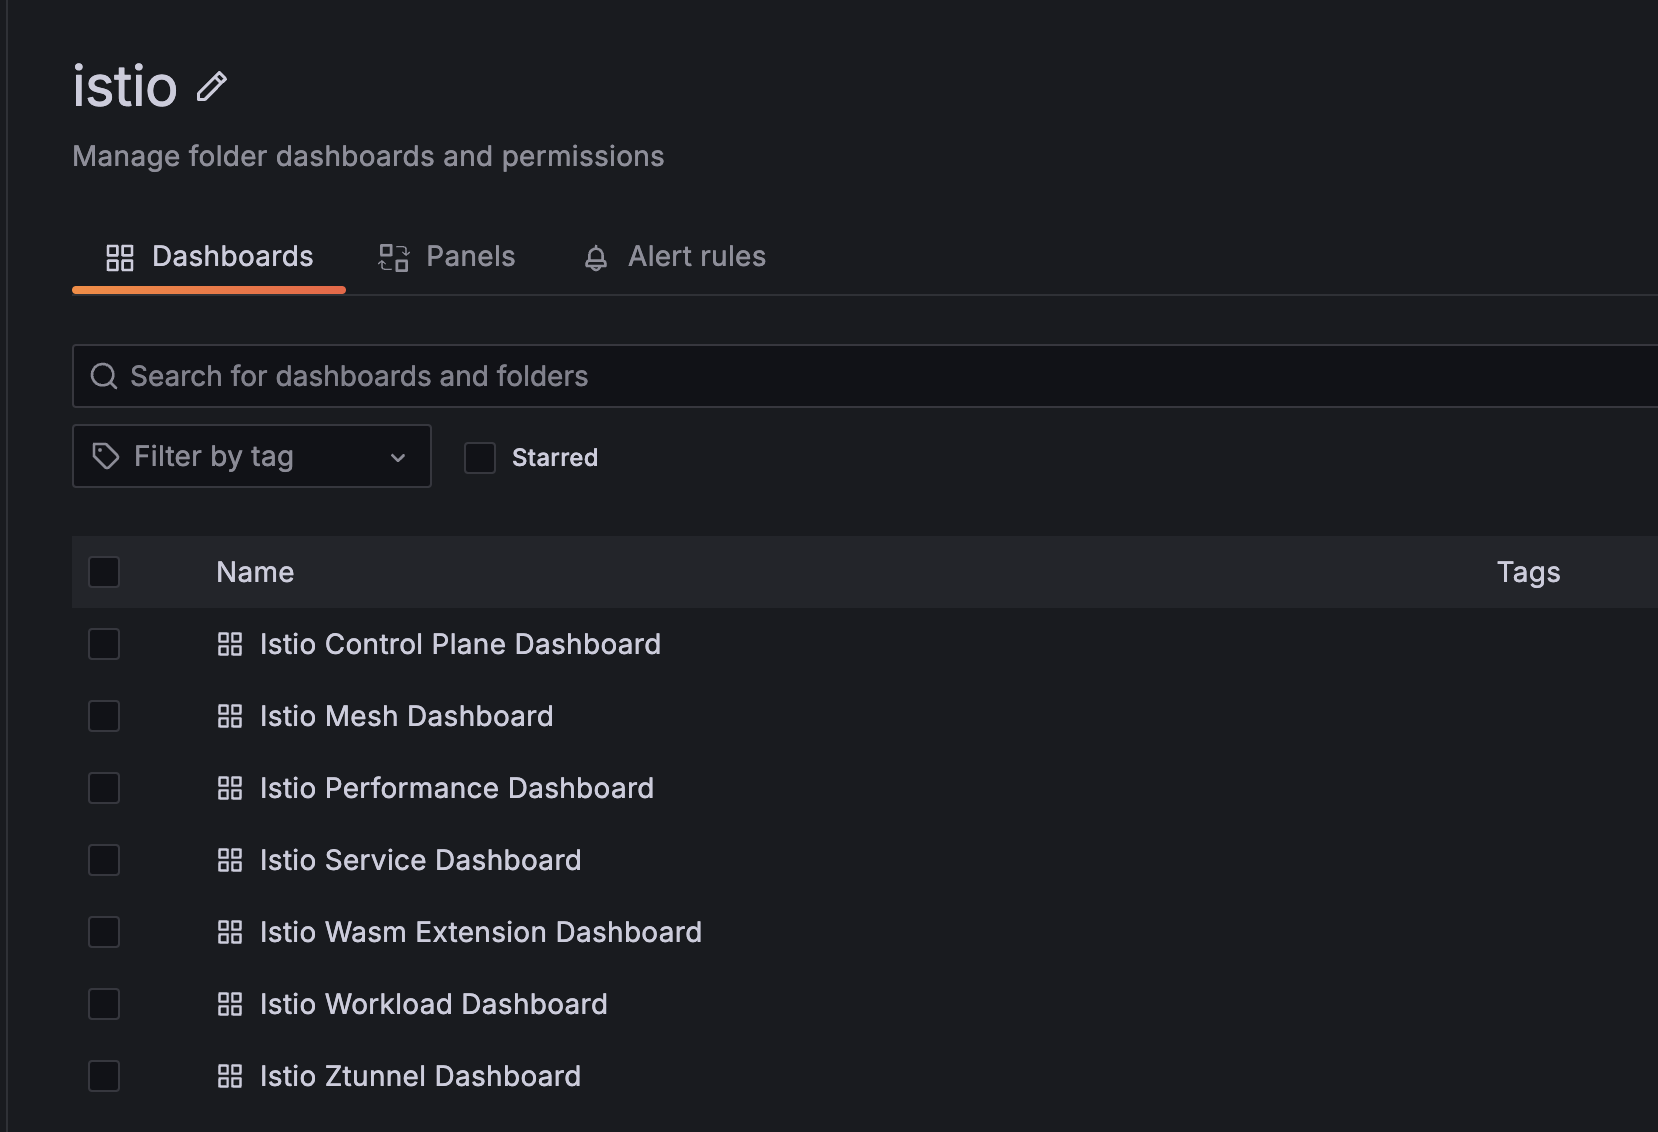 istio
Manage folder dashboards and permissions
Dashboards Panels Alert rules
Search for dashboards and folders
Filter by tag Starred
Name Tags
Istio Control Plane Dashboard
Istio Mesh Dashboard
Istio Performance Dashboard
Istio Service Dashboard
Istio Wasm Extension Dashboard
Istio Workload Dashboard
Istio Ztunnel Dashboard